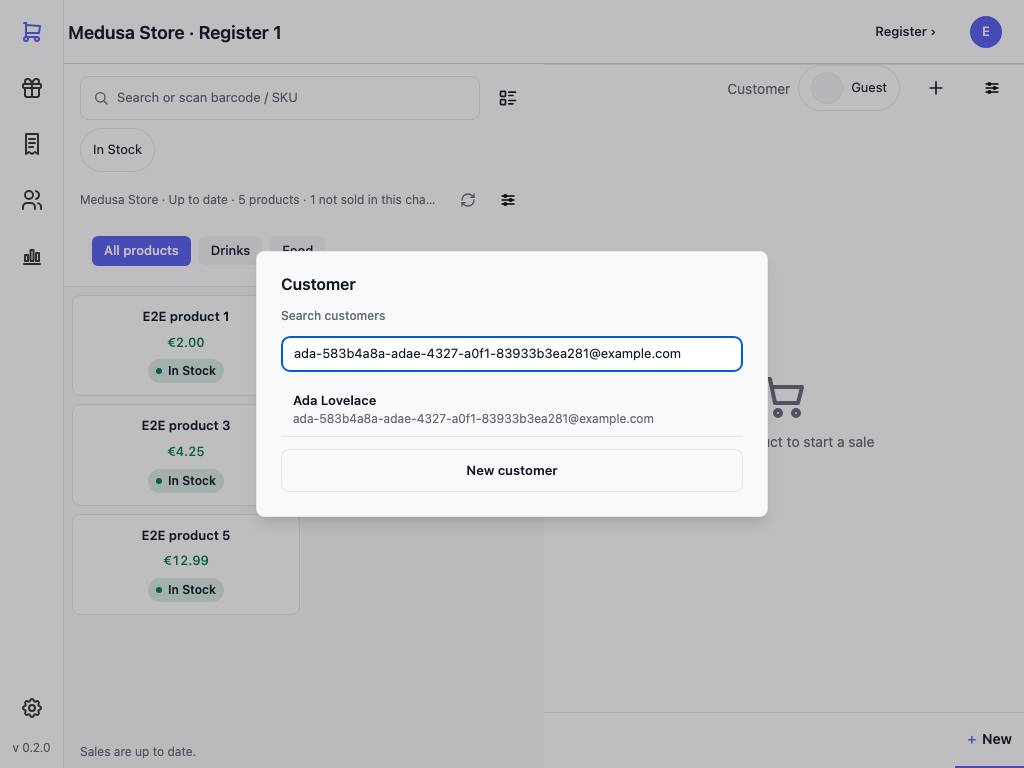 Medusa Store · Register 1
Register ›
E
Search or scan barcode / SKU
Customer
Guest
In Stock
Medusa Store · Up to date · 5 products · 1 not sold in this cha...
All products
Drinks
Food
E2E product 1
€2.00
In Stock
E2E product 3
€4.25
In Stock
E2E product 5
€12.99
In Stock
Customer
Search customers
ada-583b4a8a-adae-4327-a0f1-83933b3ea281@example.com
Ada Lovelace
ada-583b4a8a-adae-4327-a0f1-83933b3ea281@example.com
New customer
to start a sale
+ New
v 0.2.0
Sales are up to date.